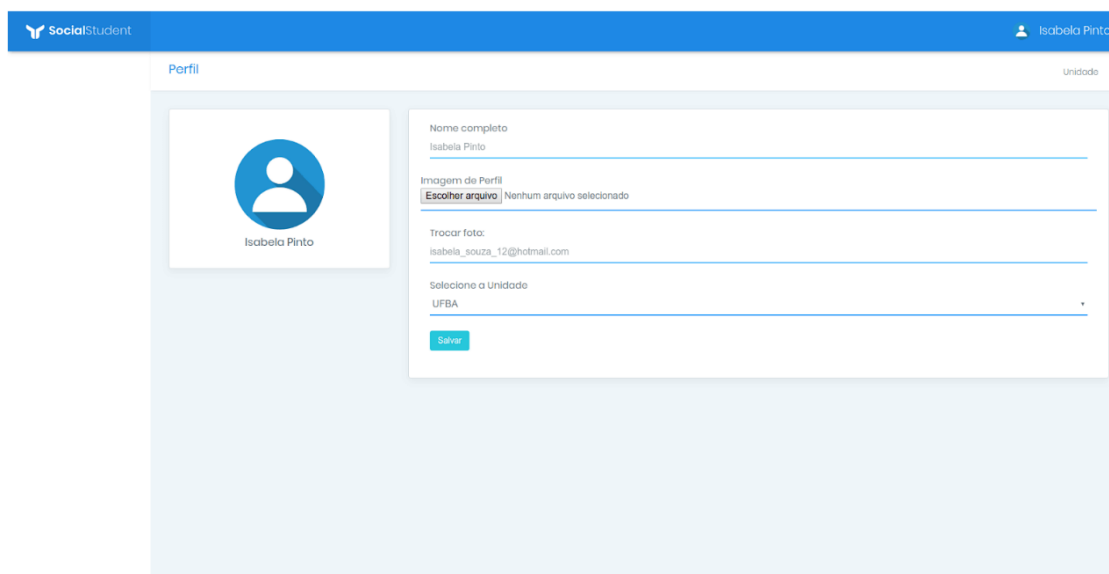 SocialStudent
Isabela Pinto
Perfil
Unidade
Isabela Pinto
Nome completo
Isabela Pinto
Imagem de Perfil
Escolher arquivo Nenhum arquivo selecionado
Trocar foto:
isabela_souza_12@hotmail.com
Selecione a Unidade
UFBA
Salvar